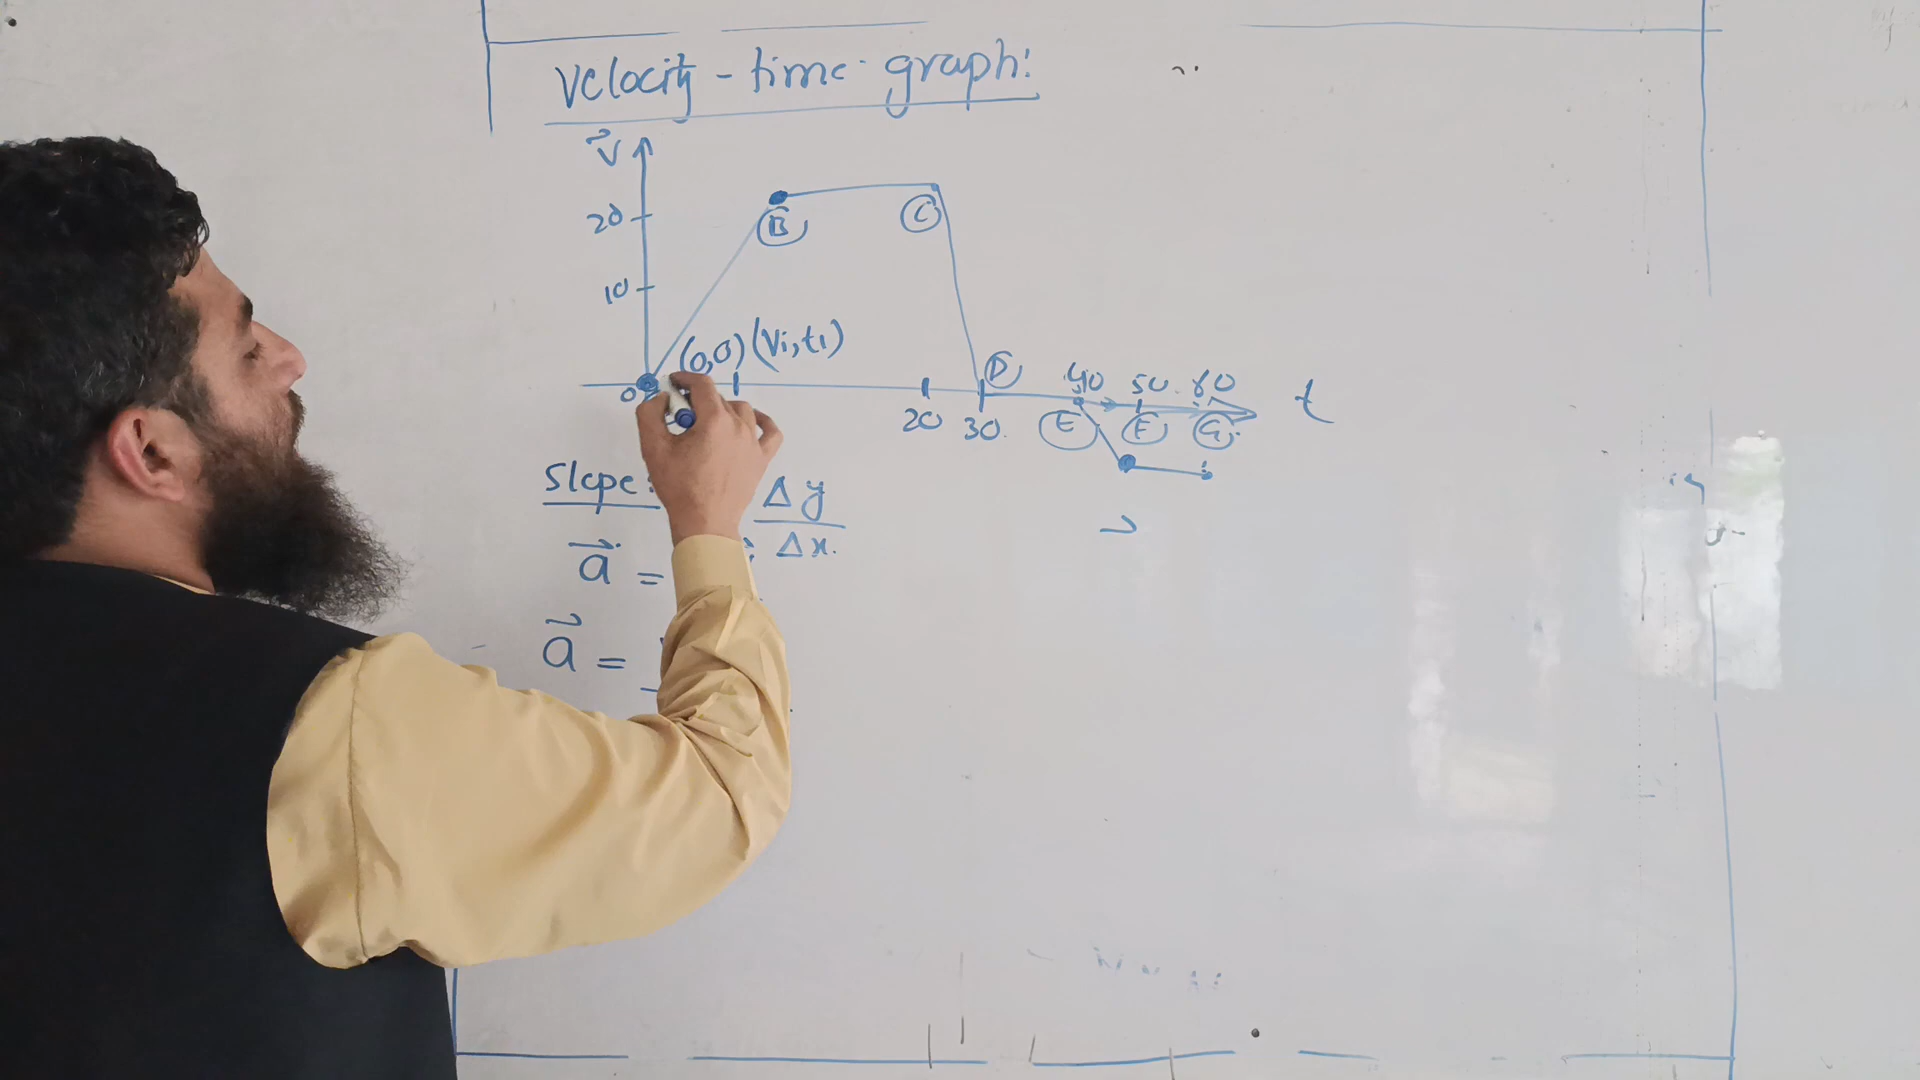 Velocity - time graph:
V
20
B
C
10
(0,0) (Vi, t1)
D
40 50 60
0
t
20 30
E F G
Slope:
Δy
Δx
a =
a =